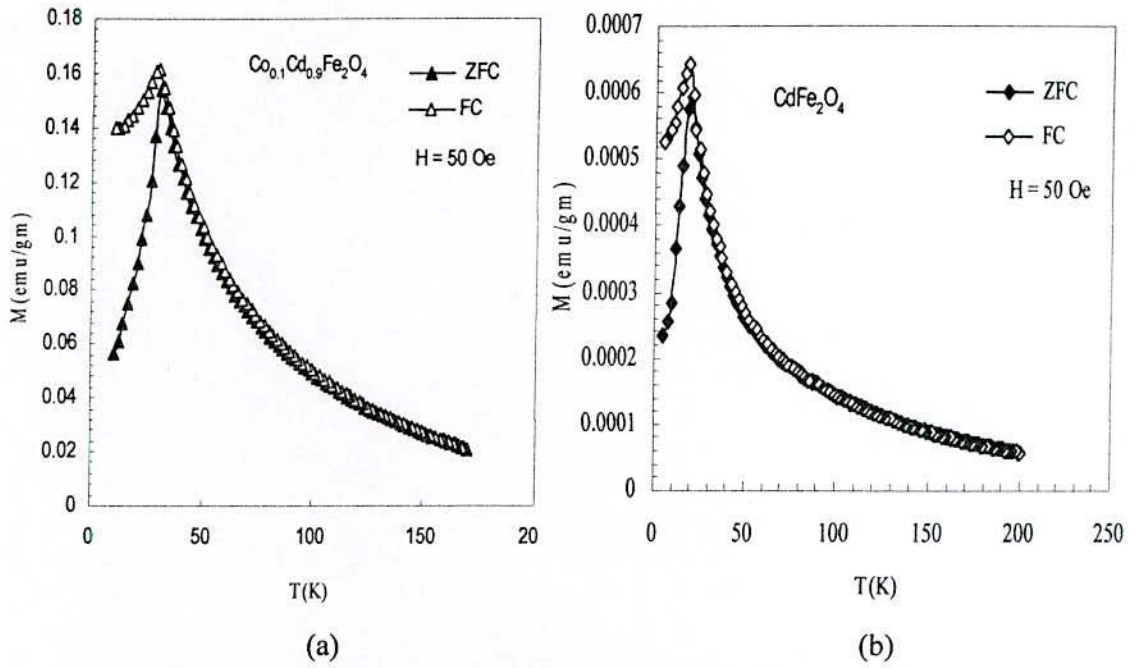 0.18
0.16
0.14
0.12
0.1
0.08
0.06
0.04
0.02
0
M (emu/gm)
Co0.1Cd0.9Fe2O4
ZFC
FC
H = 50 Oe
0 50 100 150 20
T(K)
(a)
0.0007
0.0006
0.0005
0.0004
0.0003
0.0002
0.0001
0
M (emu/gm)
CdFe2O4
ZFC
FC
H = 50 Oe
0 50 100 150 200 250
T(K)
(b)